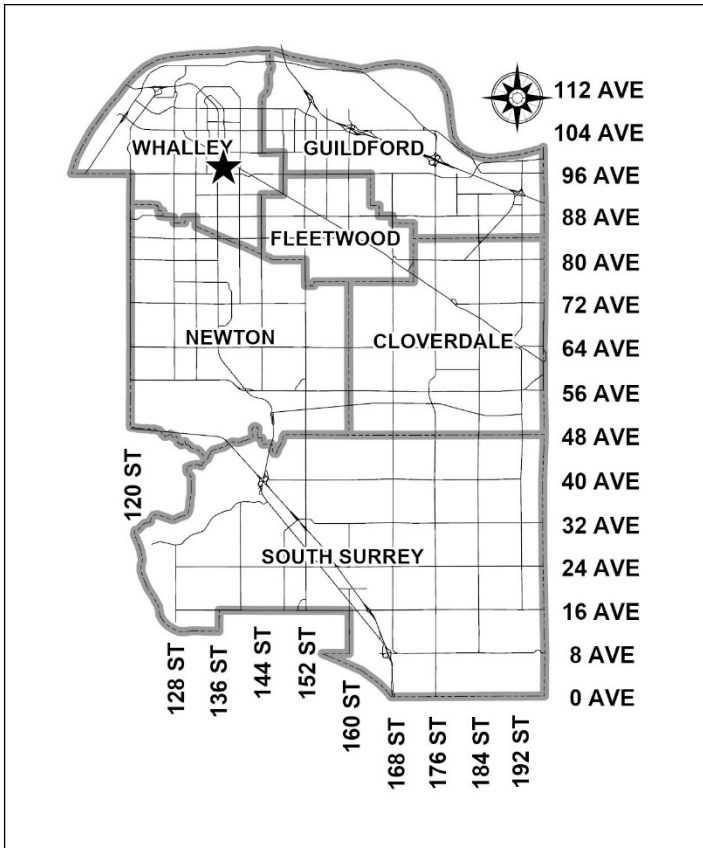 112 AVE
104 AVE
WHALLEY
GUILDFORD
96 AVE
88 AVE
FLEETWOOD
80 AVE
72 AVE
NEWTON
CLOVERDALE
64 AVE
56 AVE
48 AVE
120 ST
40 AVE
32 AVE
SOUTH SURREY
24 AVE
16 AVE
8 AVE
0 AVE
128 ST
136 ST
144 ST
152 ST
160 ST
168 ST
176 ST
184 ST
192 ST